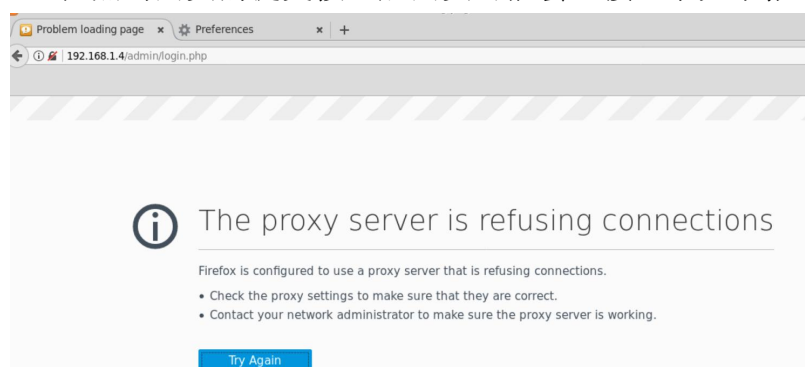 Problem loading page
Preferences
192.168.1.4/admin/login.php
The proxy server is refusing connections
Firefox is configured to use a proxy server that is refusing connections.
• Check the proxy settings to make sure that they are correct.
• Contact your network administrator to make sure the proxy server is working.
Try Again